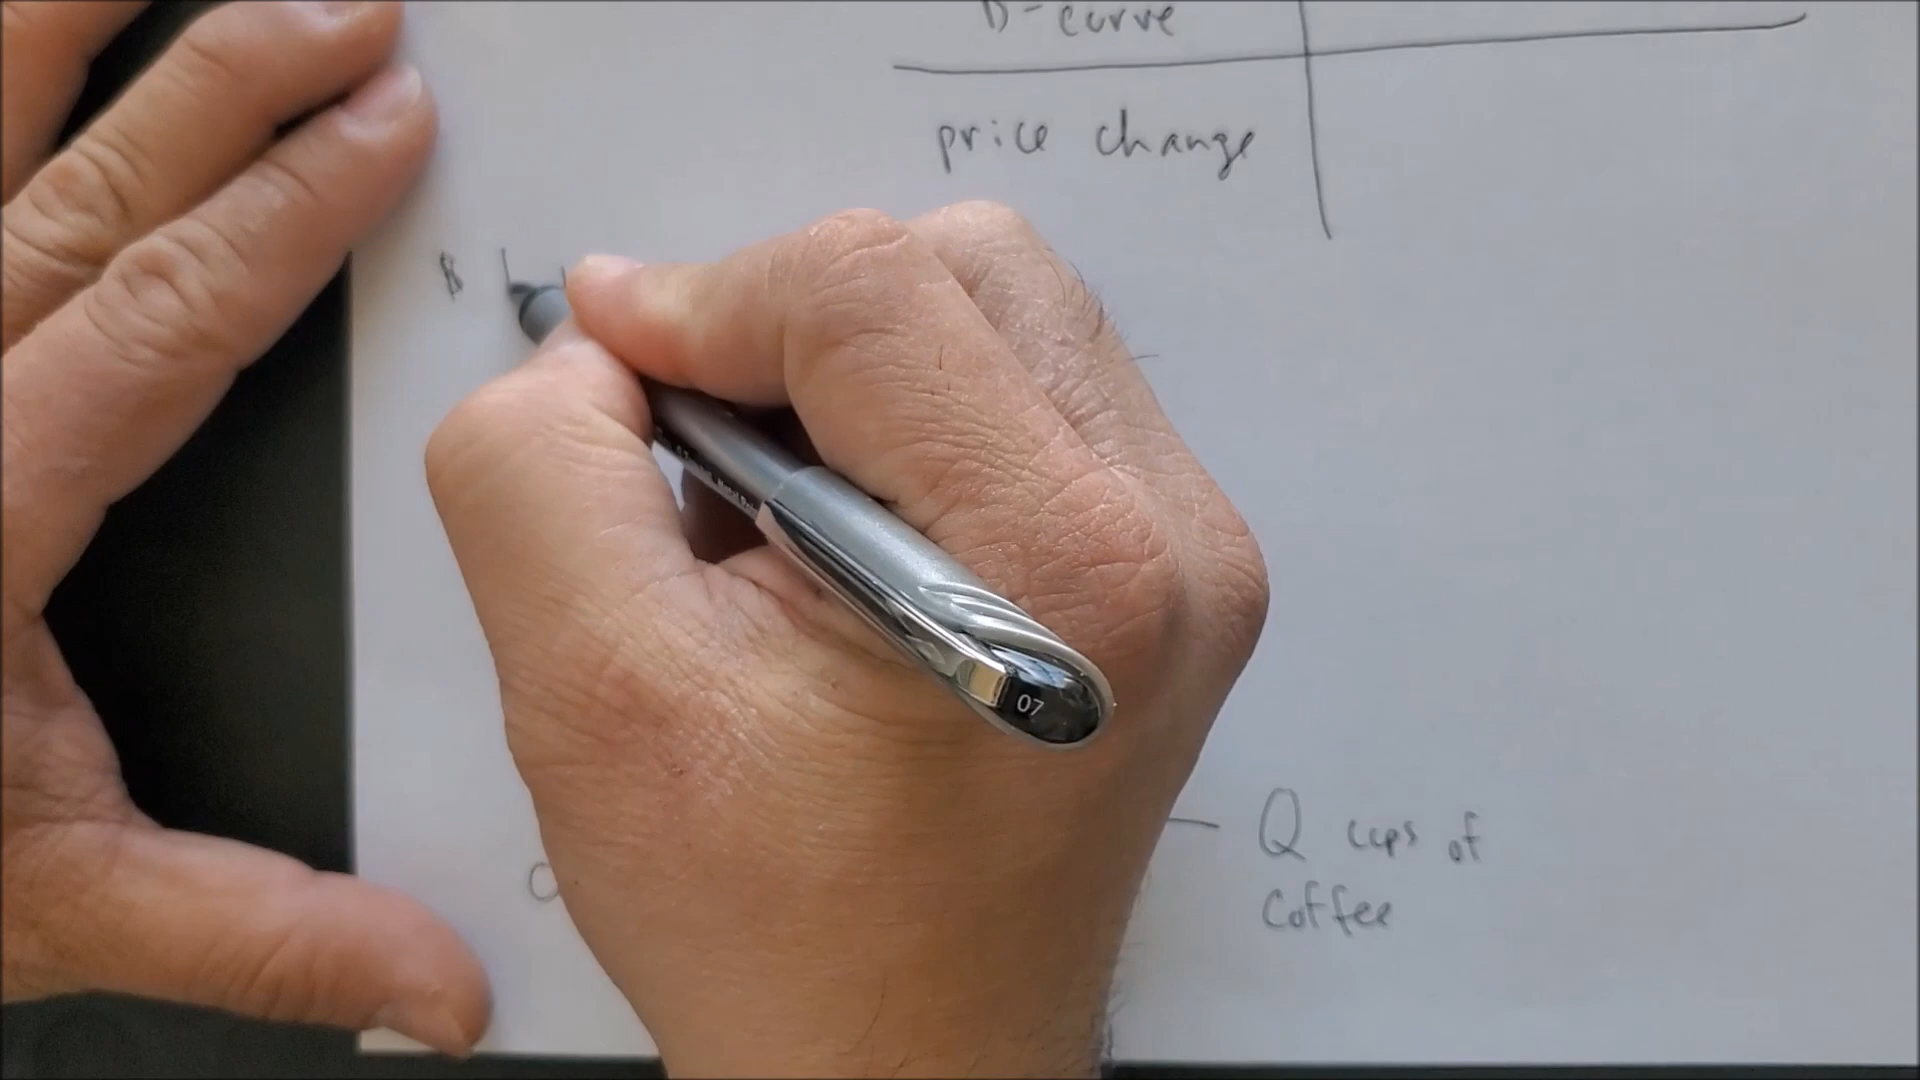 D-curve
price change
$
07
Q cups of
coffee